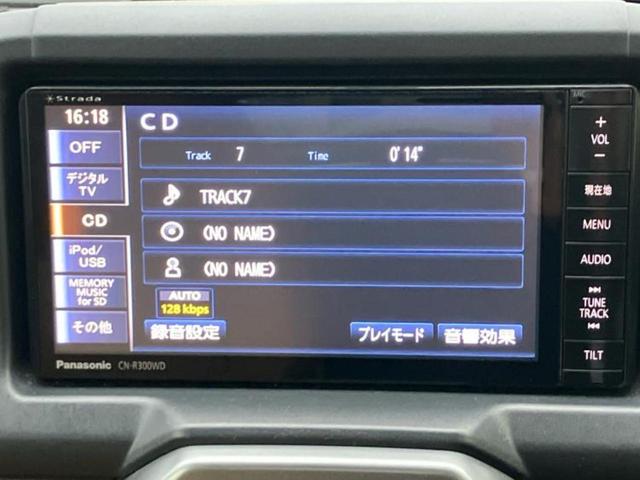 Strada
MIC
16:18
CD
OFF
Track 7 Time 0'14"
デジタル
TV
TRACK7
CD
(NO NAME)
iPod/
USB
(NO NAME)
MEMORY
MUSIC
for SD
AUTO
128 kbps
その他
録音設定
プレイモード
音響効果
Panasonic CN-R300WD
+
VOL
−
現在地
MENU
AUDIO
TUNE
TRACK
TILT